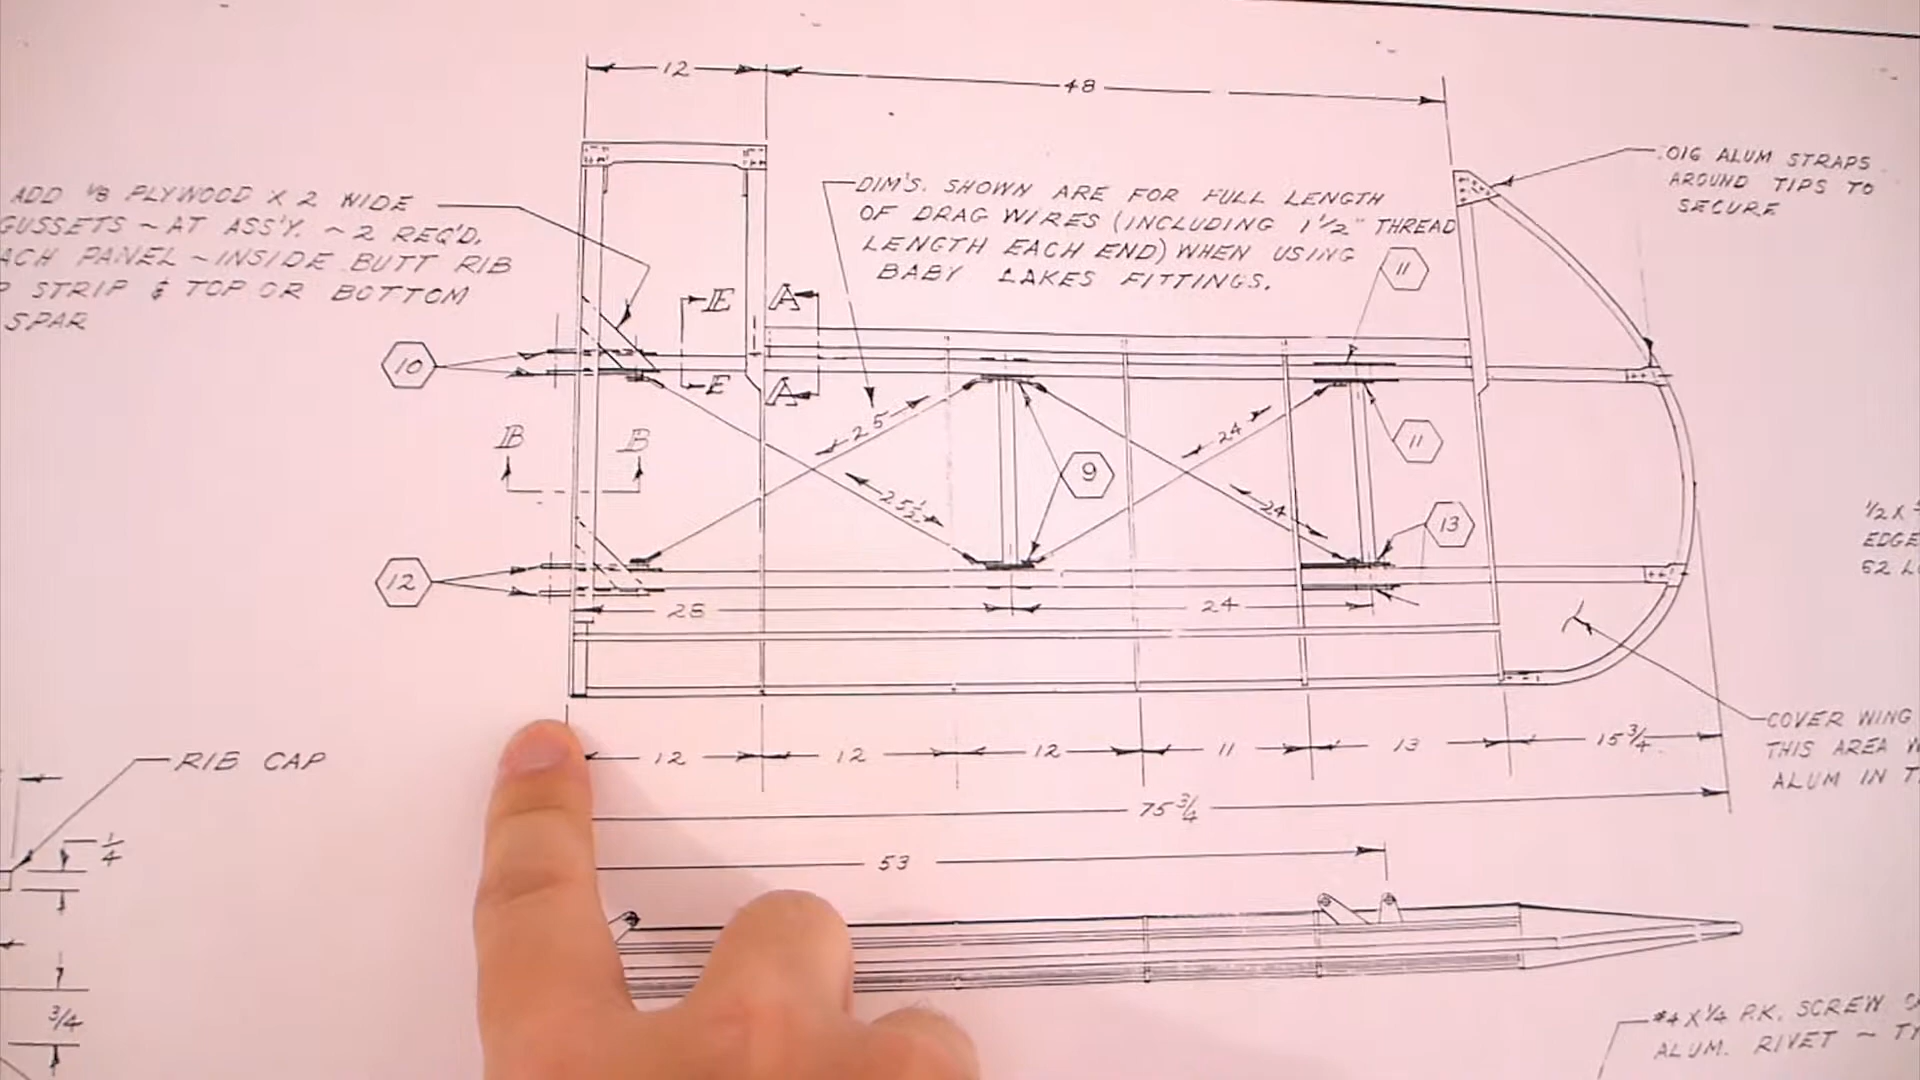 12
48
.016 ALUM STRAPS
AROUND TIPS TO
SECURE
ADD 1/8 PLYWOOD X 2 WIDE
GUSSETS ~ AT ASS'Y. ~ 2 REQ'D.
PANEL ~ INSIDE BUTT RIB
STRIP & TOP OR BOTTOM
SPAR
DIM'S. SHOWN ARE FOR FULL LENGTH
OF DRAG WIRES (INCLUDING 1 1/2" THREAD
LENGTH EACH END) WHEN USING
BABY LAKES FITTINGS.
11
E
A
10
E
A
25
24
11
B
B
9
25 1/2
24
13
1/2 X
EDGE
12
28
24
COVER WING
THIS AREA
ALUM IN
RIB CAP
12
12
12
11
13
15 3/4
75 3/4
1/4
53
3/4
#4 X 1/4 P.K. SCREW
ALUM. RIVET ~